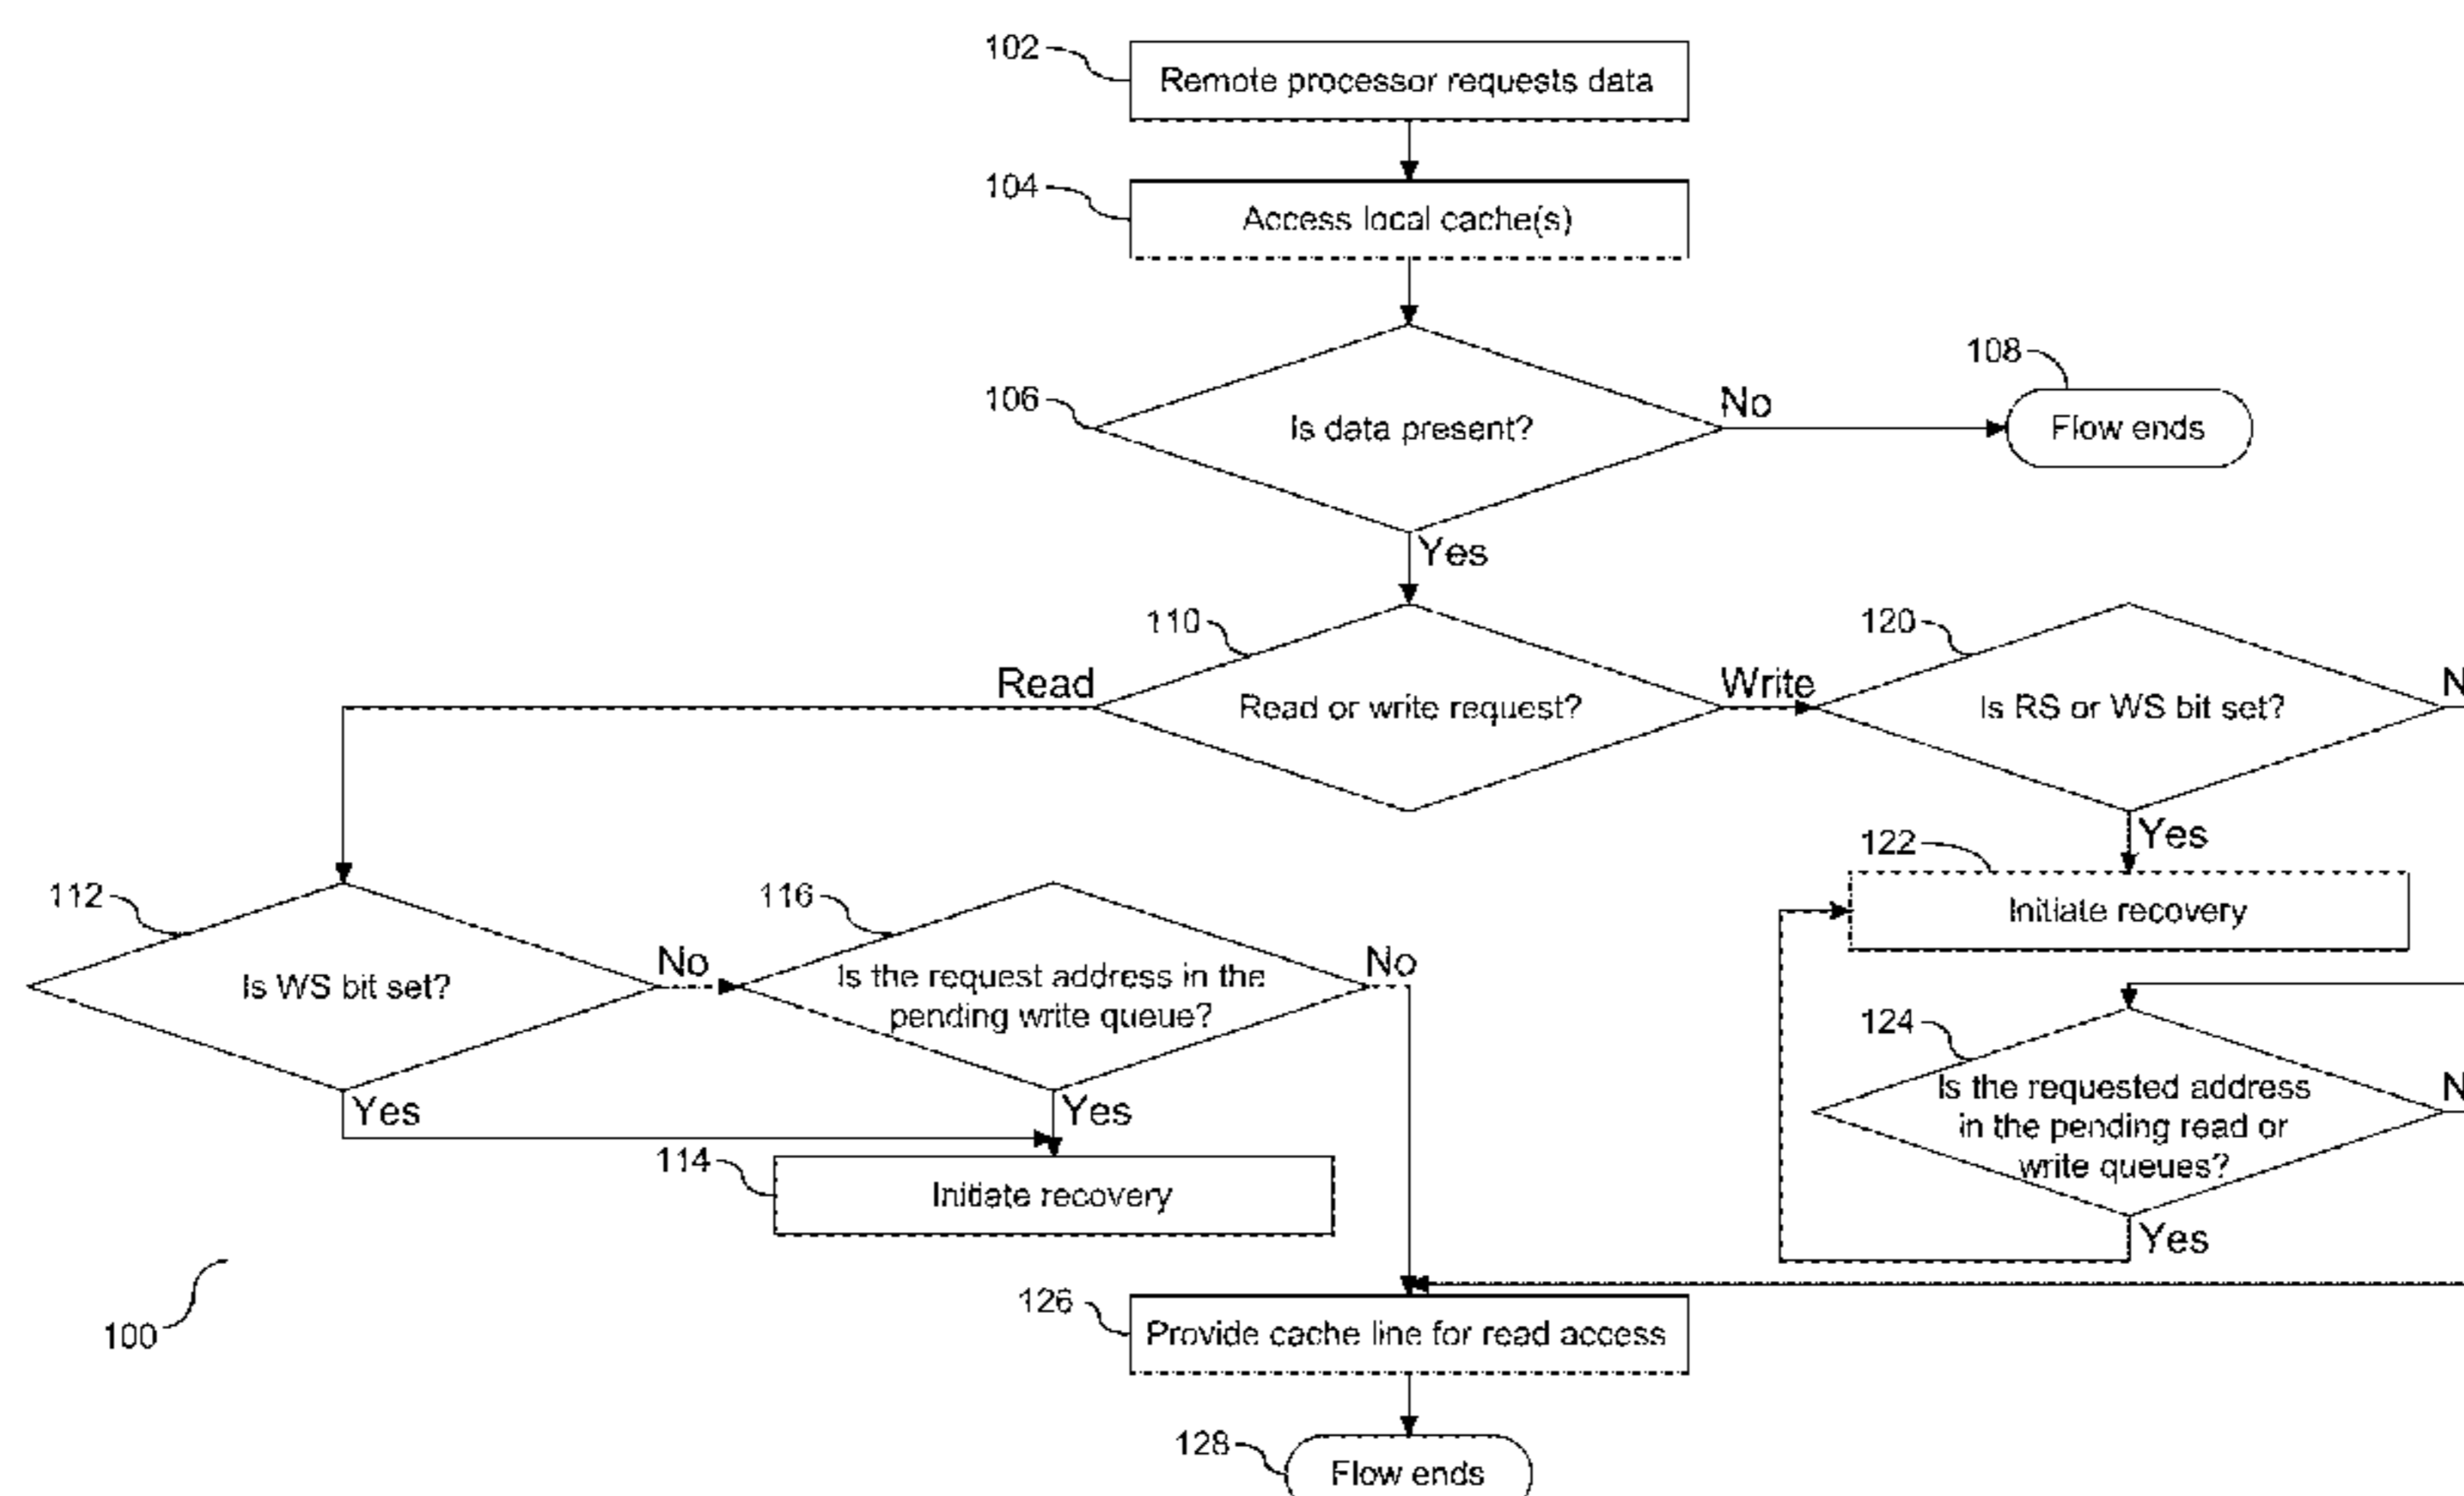 102
Remote processor requests data
104
Access local cache(s)
106
Is data present?
No
108
Flow ends
Yes
110
Read or write request?
Read
Write
120
Is RS or WS bit set?
Yes
122
Initiate recovery
112
Is WS bit set?
No
116
Is the request address in the
pending write queue?
No
124
Is the requested address
in the pending read or
write queues?
Yes
Yes
114
Initiate recovery
Yes
100
126
Provide cache line for read access
128
Flow ends